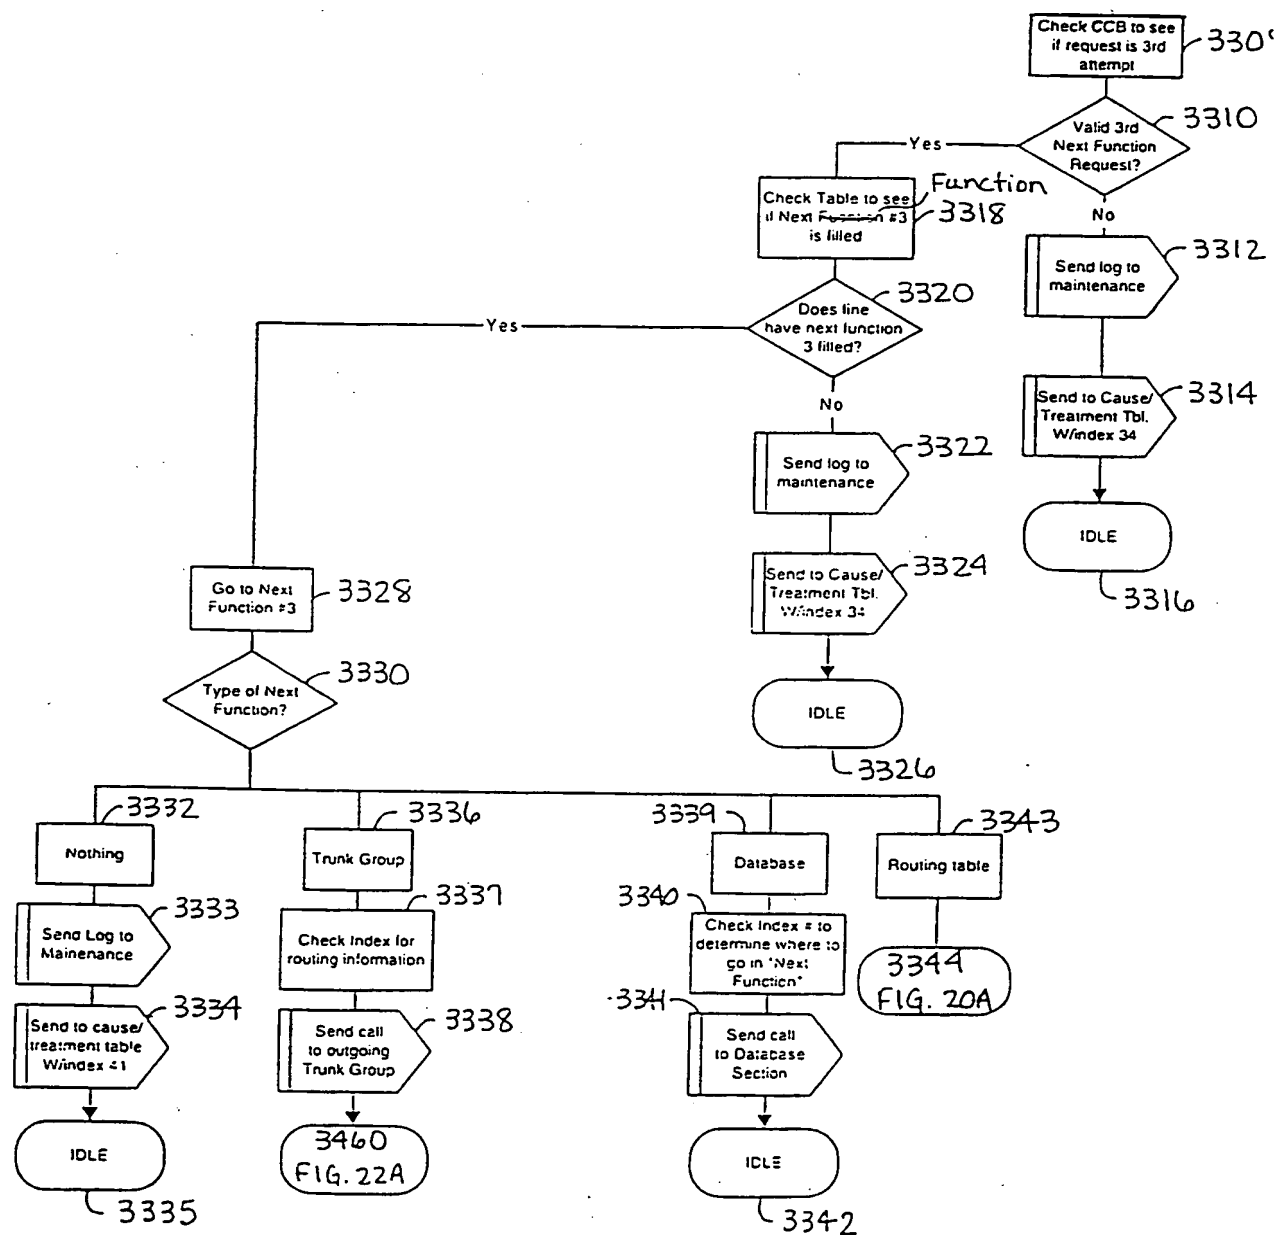 Check CCB to see
if request is 3rd
attempt
330
Valid 3rd
Next Function
Request?
3310
Yes
No
Function
Check Table to see
if Next Function #3
is filled
3318
Send log to
maintenance
3312
Does line
have next function
3 filled?
3320
Yes
No
Send to Cause/
Treatment Tbl.
W/index 34
3314
Send log to
maintenance
3322
IDLE
3316
Send to Cause/
Treatment Tbl.
W/index 34
3324
IDLE
3326
Go to Next
Function #3
3328
Type of Next
Function?
3330
3332
Nothing
3333
Send Log to
Mainenance
3334
Send to cause/
treatment table
W/index 41
IDLE
3335
3336
Trunk Group
3337
Check Index for
routing information
3338
Send call
to outgoing
Trunk Group
3460
FIG. 22A
3339
Database
3340
Check Index # to
determine where to
go in "Next
Function"
3341
Send call
to Database
Section
IDLE
3342
3343
Routing table
3344
FIG. 20A